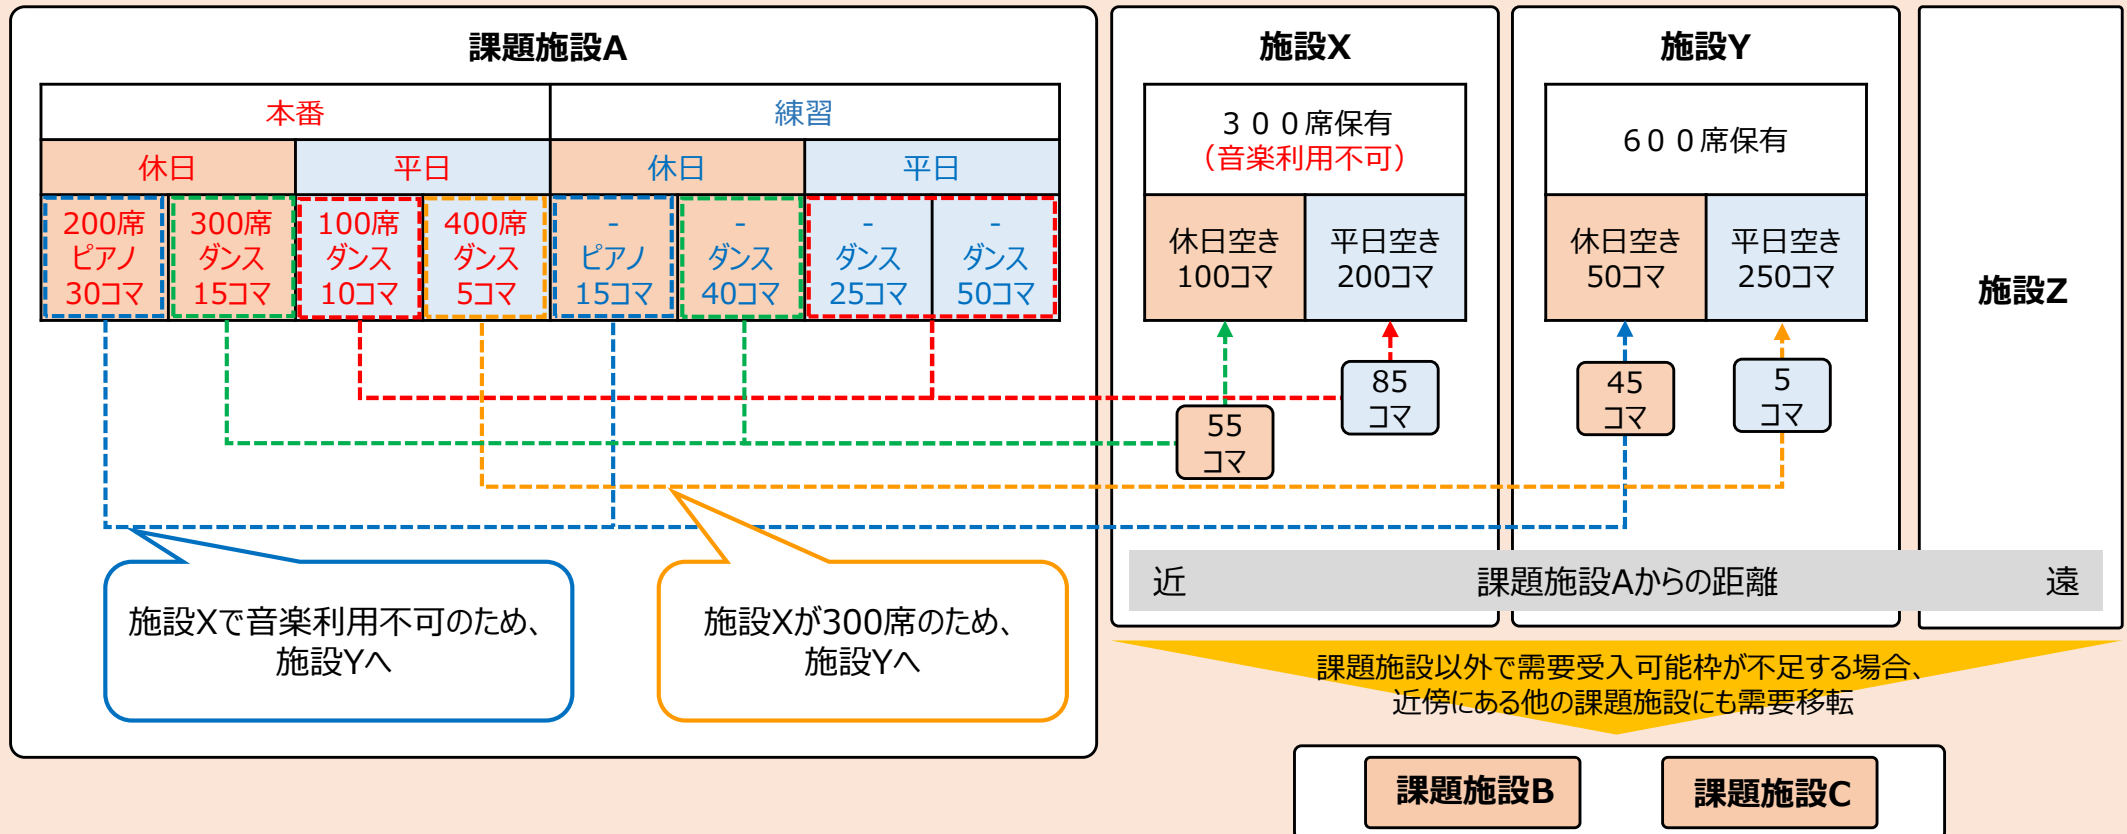 課題施設A
本番
練習
休日
平日
休日
平日
200席
ピアノ
30コマ
300席
ダンス
15コマ
100席
ダンス
10コマ
400席
ダンス
5コマ
-
ピアノ
15コマ
-
ダンス
40コマ
-
ダンス
25コマ
-
ダンス
50コマ
施設X
300席保有
(音楽利用不可)
休日空き
100コマ
平日空き
200コマ
施設Y
600席保有
休日空き
50コマ
平日空き
250コマ
施設Z
55
コマ
85
コマ
45
コマ
5
コマ
施設Xで音楽利用不可のため、
施設Yへ
施設Xが300席のため、
施設Yへ
近 課題施設Aからの距離 遠
課題施設以外で需要受入可能枠が不足する場合、
近傍にある他の課題施設にも需要移転
課題施設B
課題施設C